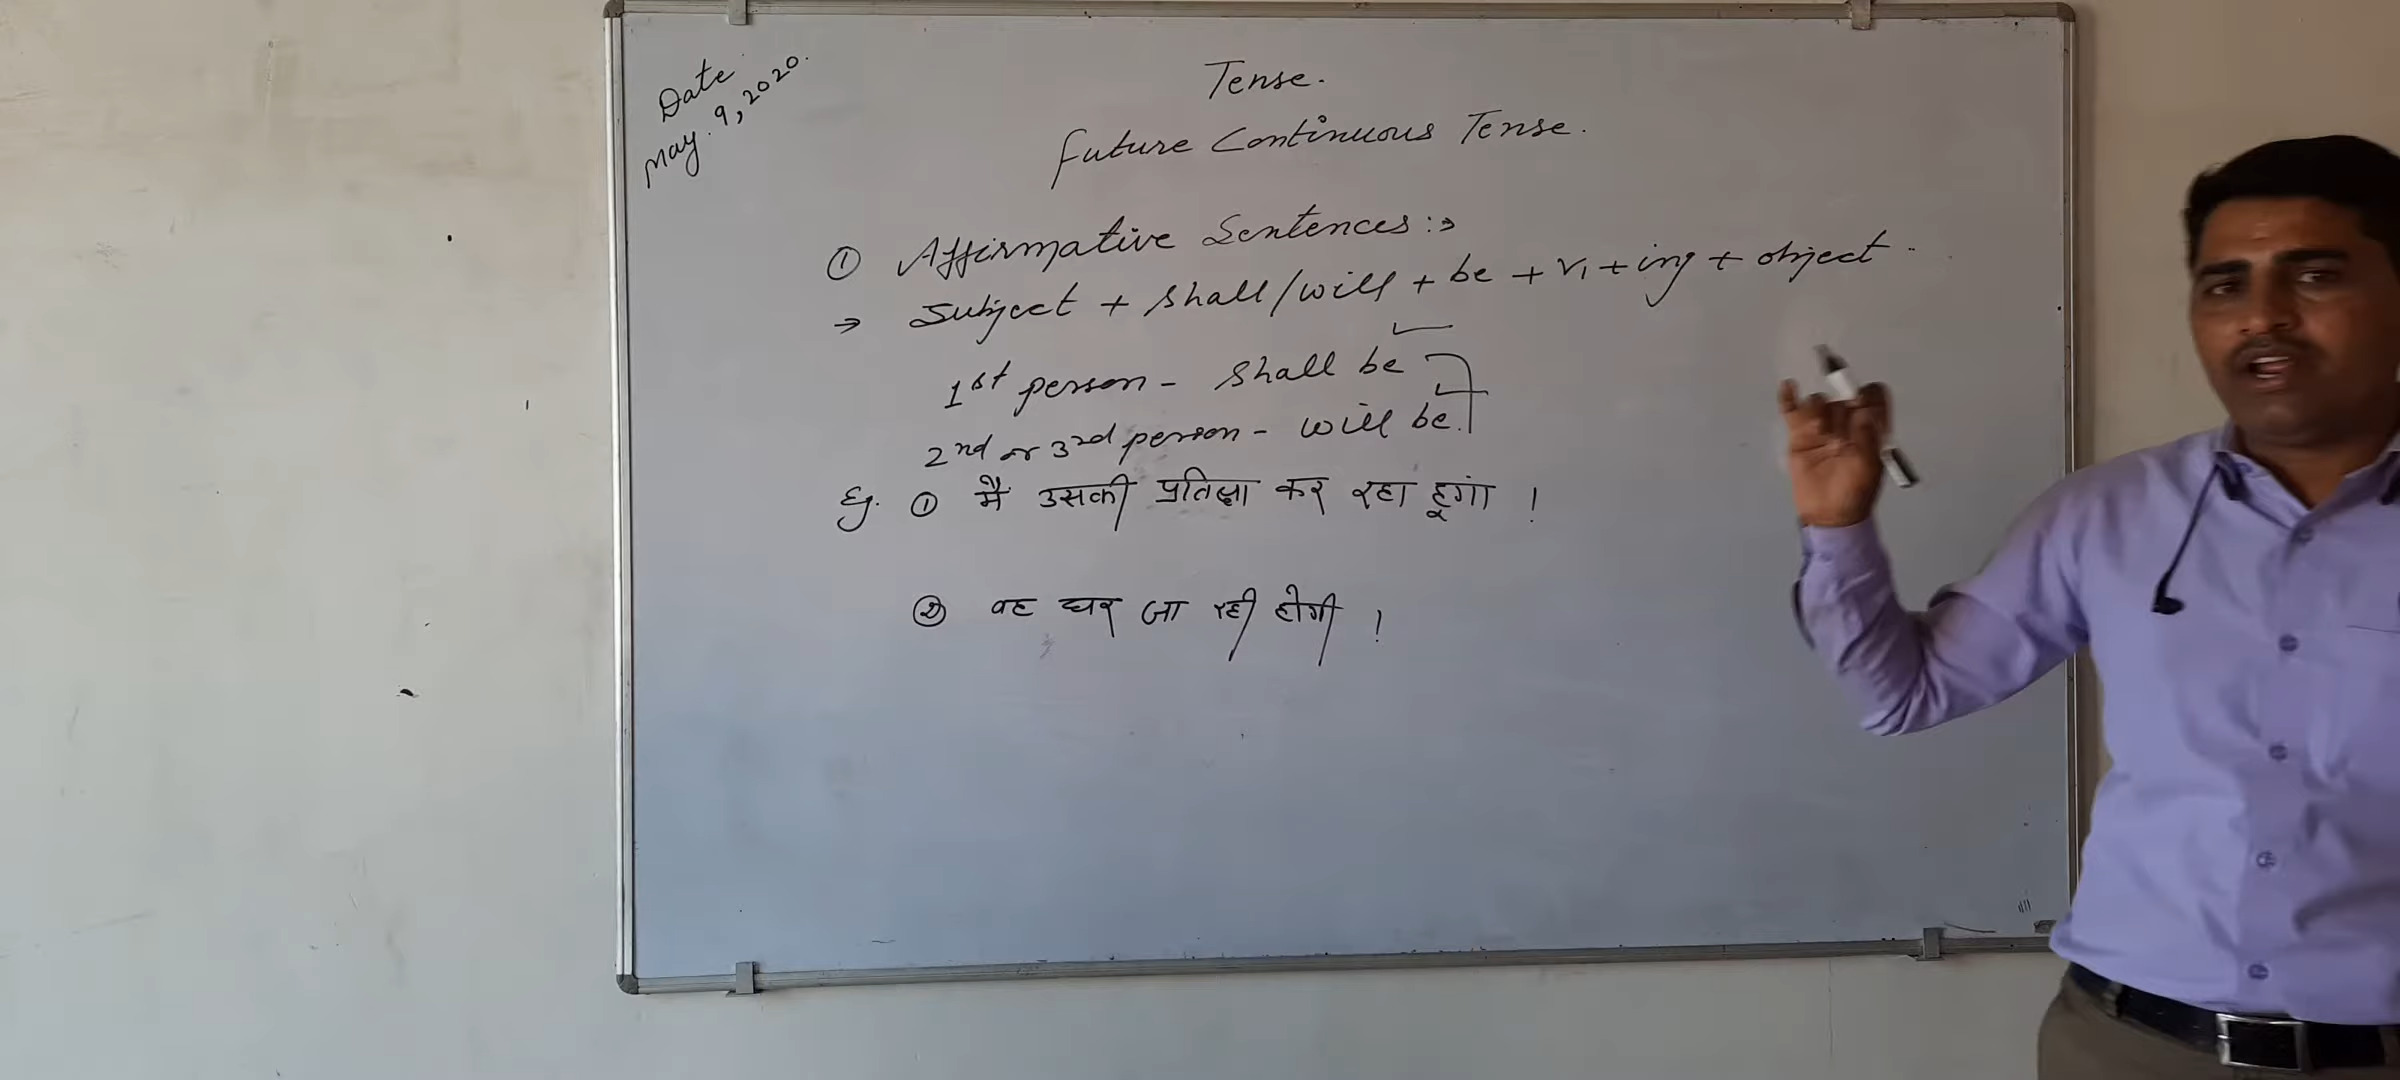 Date
May. 9, 2020.
Tense.
Future Continuous Tense.
① Affirmative Sentences :→
→ Subject + shall/will + be + V₁ + ing + object.
1st person - shall be
2nd or 3rd person - will be.
Eg. ① मैं उसकी प्रतिक्षा कर रहा हूगां !
② वह घर जा रही होगी !